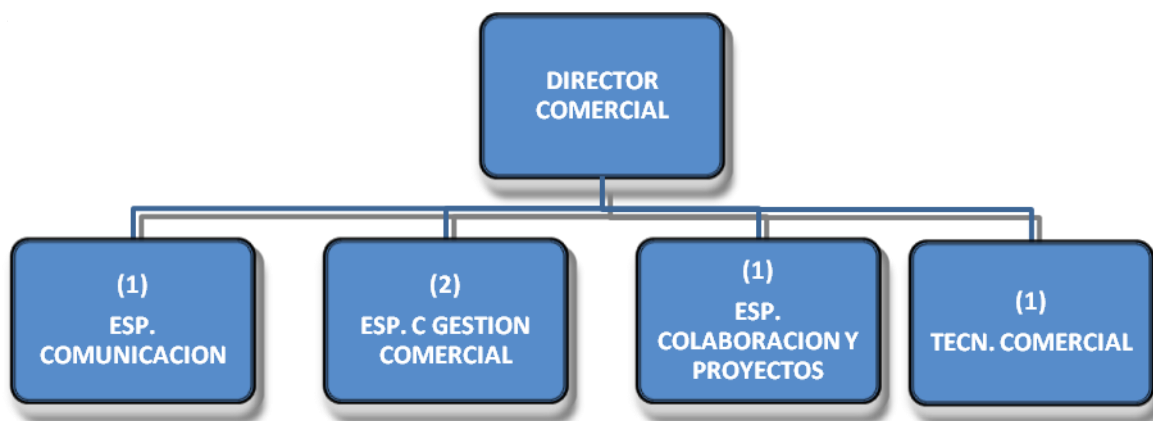 DIRECTOR
COMERCIAL
(1)
ESP.
COMUNICACION
(2)
ESP. C GESTION
COMERCIAL
(1)
ESP.
COLABORACION Y
PROYECTOS
(1)
TECN. COMERCIAL